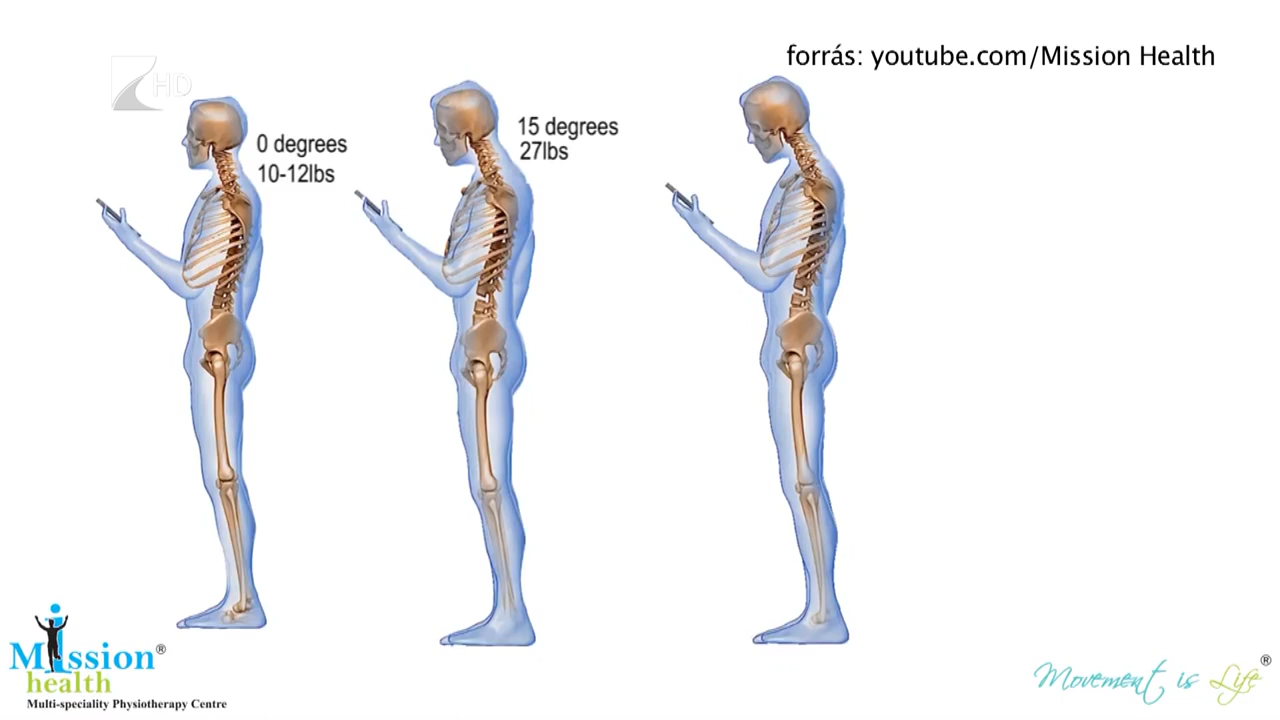 forrás: youtube.com/Mission Health
HD
0 degrees
10-12lbs
15 degrees
27lbs
Mission®
health
Multi-speciality Physiotherapy Centre
Movement is Life®